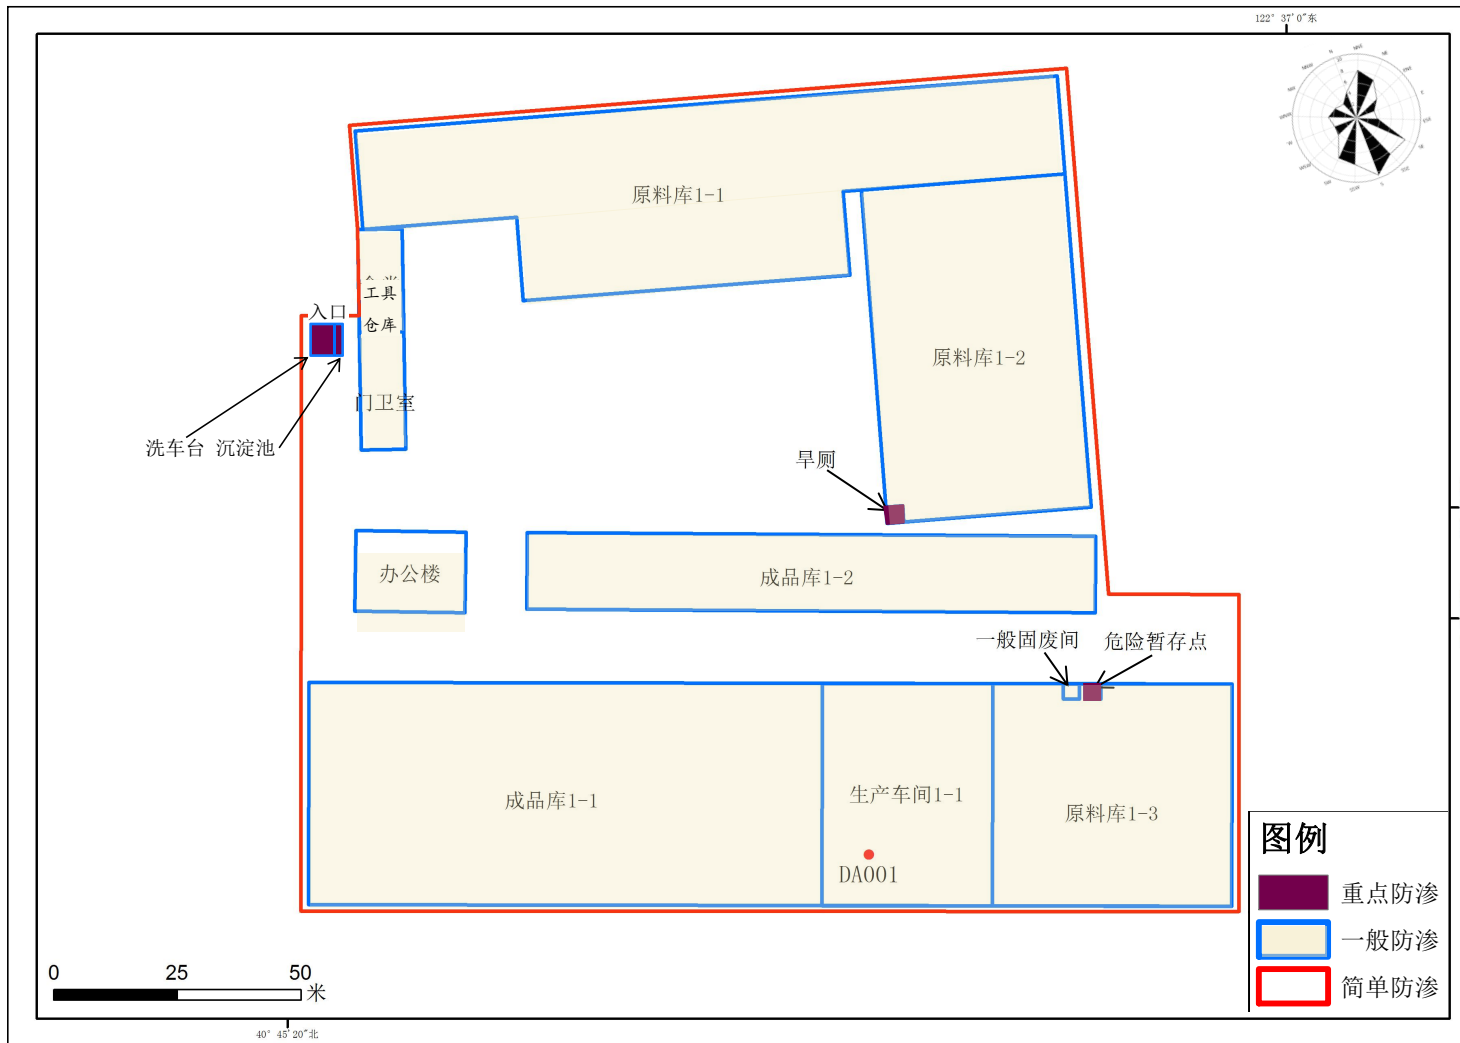 122° 37′0″东
原料库1-1
工具
仓库
入口
原料库1-2
门卫室
洗车台 沉淀池
旱厕
办公楼
成品库1-2
一般固废间
危险暂存点
成品库1-1
生产车间1-1
原料库1-3
DA001
图例
重点防渗
一般防渗
简单防渗
0 25 50
米
40° 45′20″北